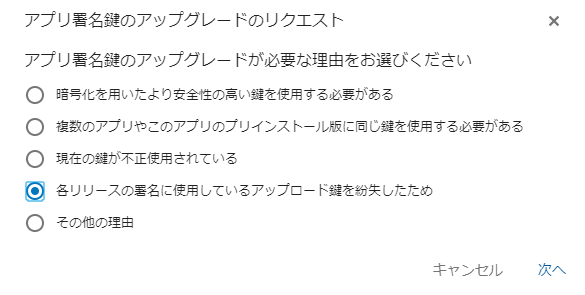 アプリ署名鍵のアップグレードのリクエスト
アプリ署名鍵のアップグレードが必要な理由をお選びください
暗号化を用いたより安全性の高い鍵を使用する必要がある
複数のアプリやこのアプリのプリインストール版に同じ鍵を使用する必要がある
現在の鍵が不正使用されている
各リリースの署名に使用しているアップロード鍵を紛失したため
その他の理由
キャンセル 次へ